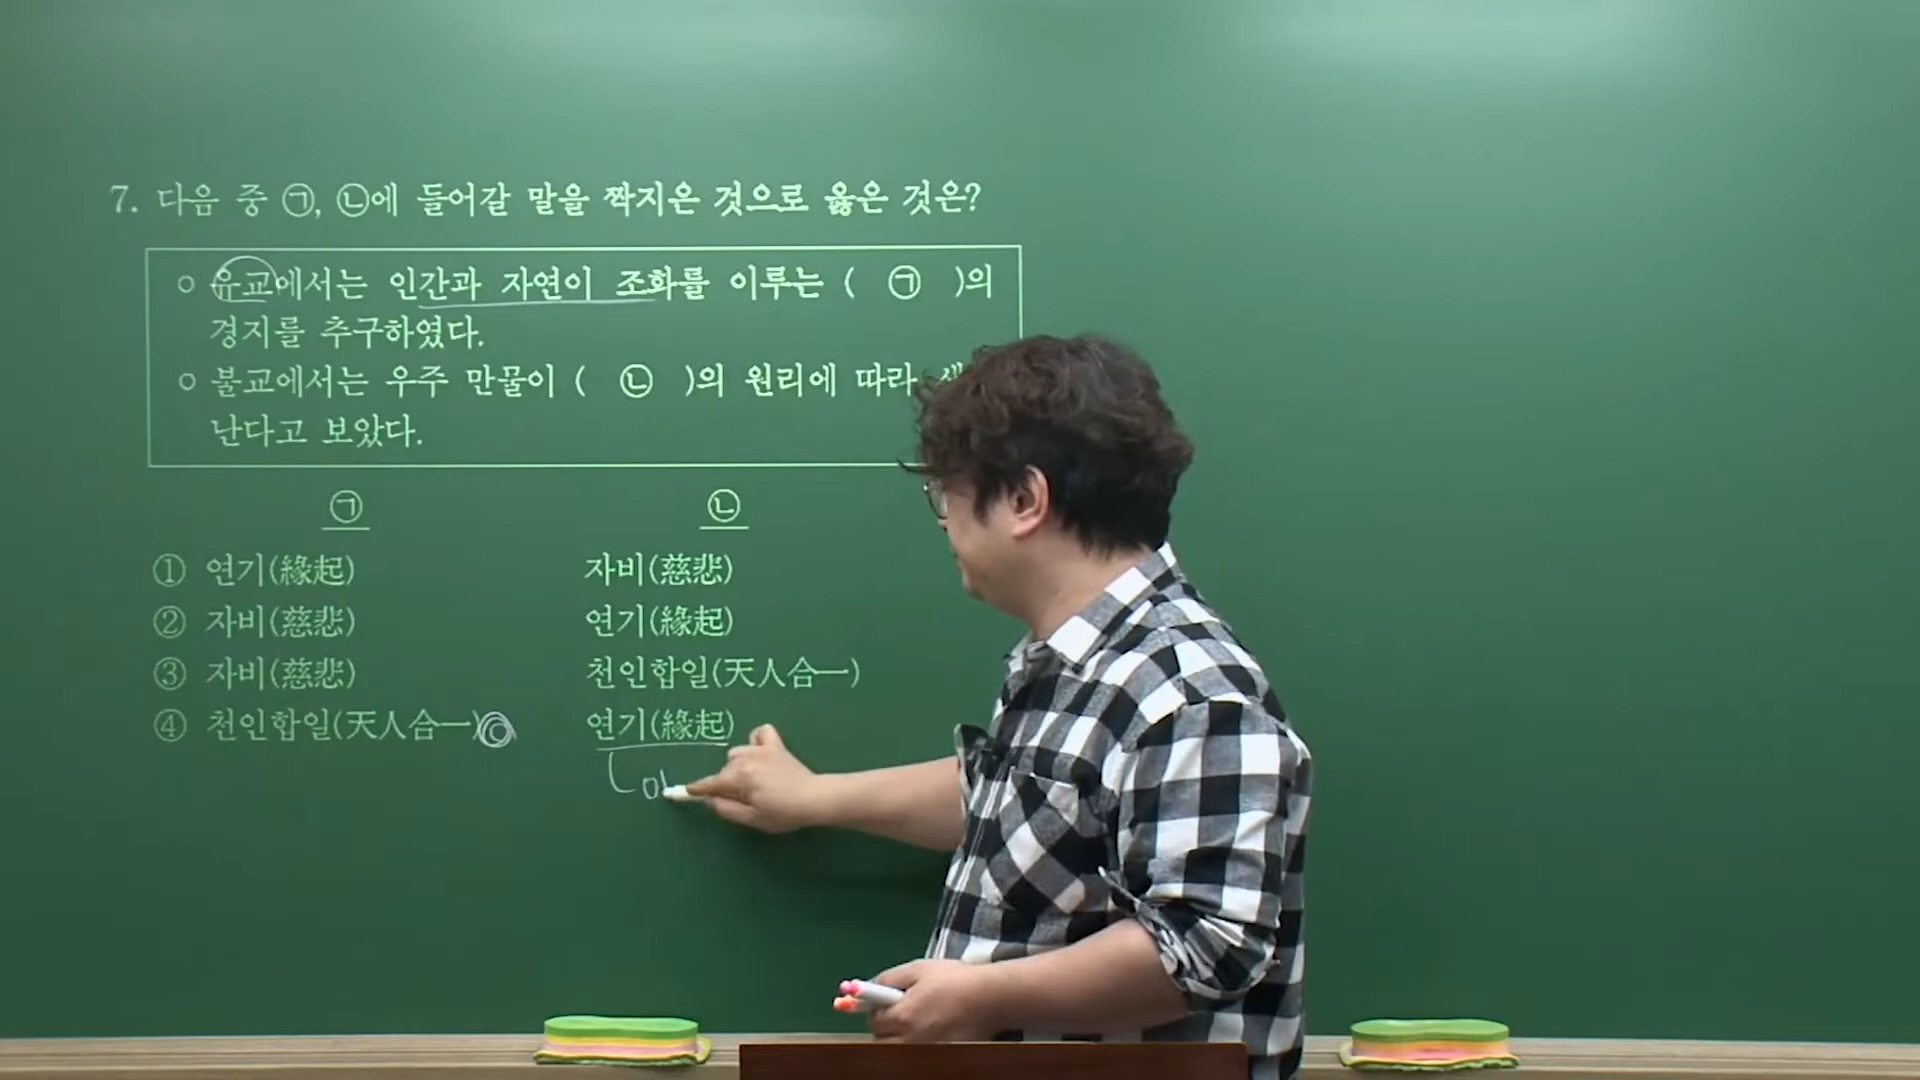 7. 다음 중 ㉠, ㉡에 들어갈 말을 짝지은 것으로 옳은 것은?
○ 유교에서는 인간과 자연이 조화를 이루는 ( ㉠ )의
경지를 추구하였다.
○ 불교에서는 우주 만물이 ( ㉡ )의 원리에 따라
난다고 보았다.
㉠ ㉡
① 연기(緣起) 자비(慈悲)
② 자비(慈悲) 연기(緣起)
③ 자비(慈悲) 천인합일(天人合一)
④ 천인합일(天人合一) 연기(緣起)